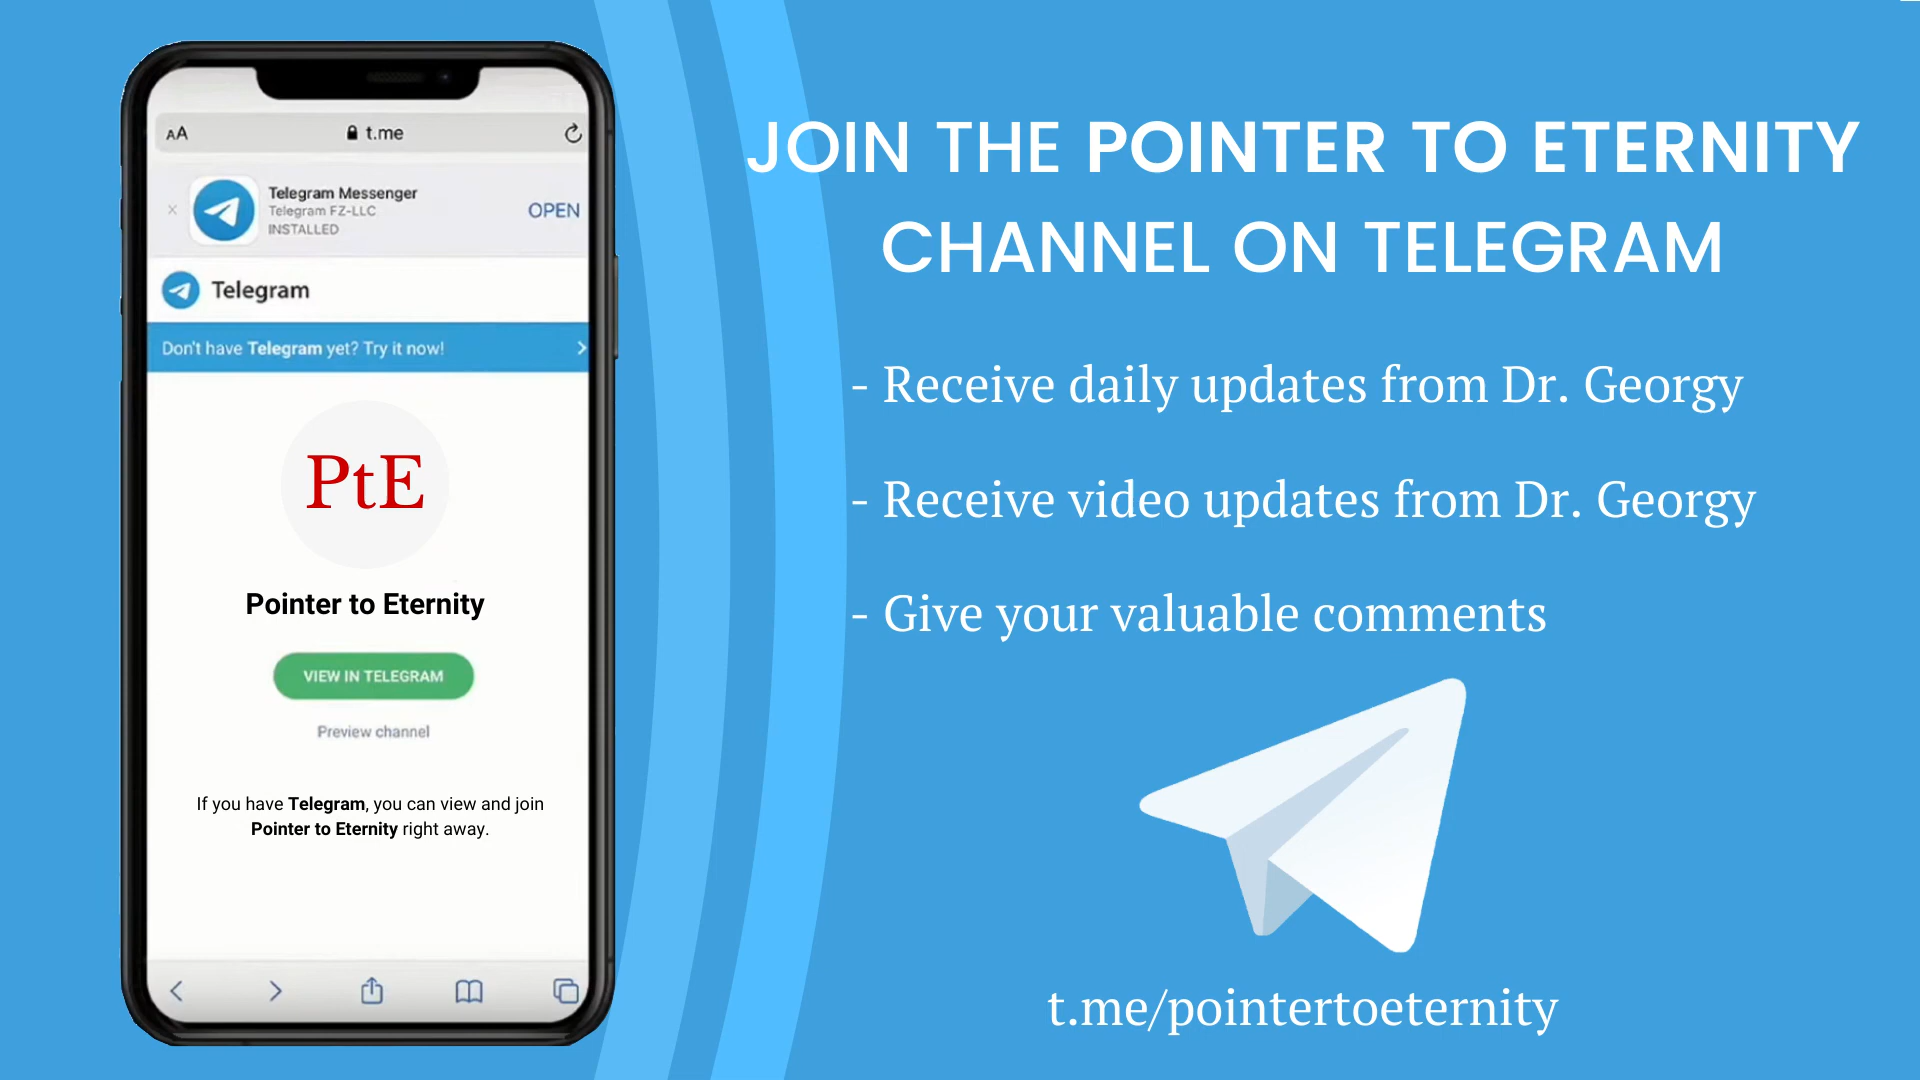 AA
t.me
×
Telegram Messenger
Telegram FZ-LLC
INSTALLED
OPEN
Telegram
Don't have Telegram yet? Try it now!
PtE
Pointer to Eternity
VIEW IN TELEGRAM
Preview channel
If you have Telegram, you can view and join
Pointer to Eternity right away.
JOIN THE POINTER TO ETERNITY
CHANNEL ON TELEGRAM
- Receive daily updates from Dr. Georgy
- Receive video updates from Dr. Georgy
- Give your valuable comments
t.me/pointertoeternity